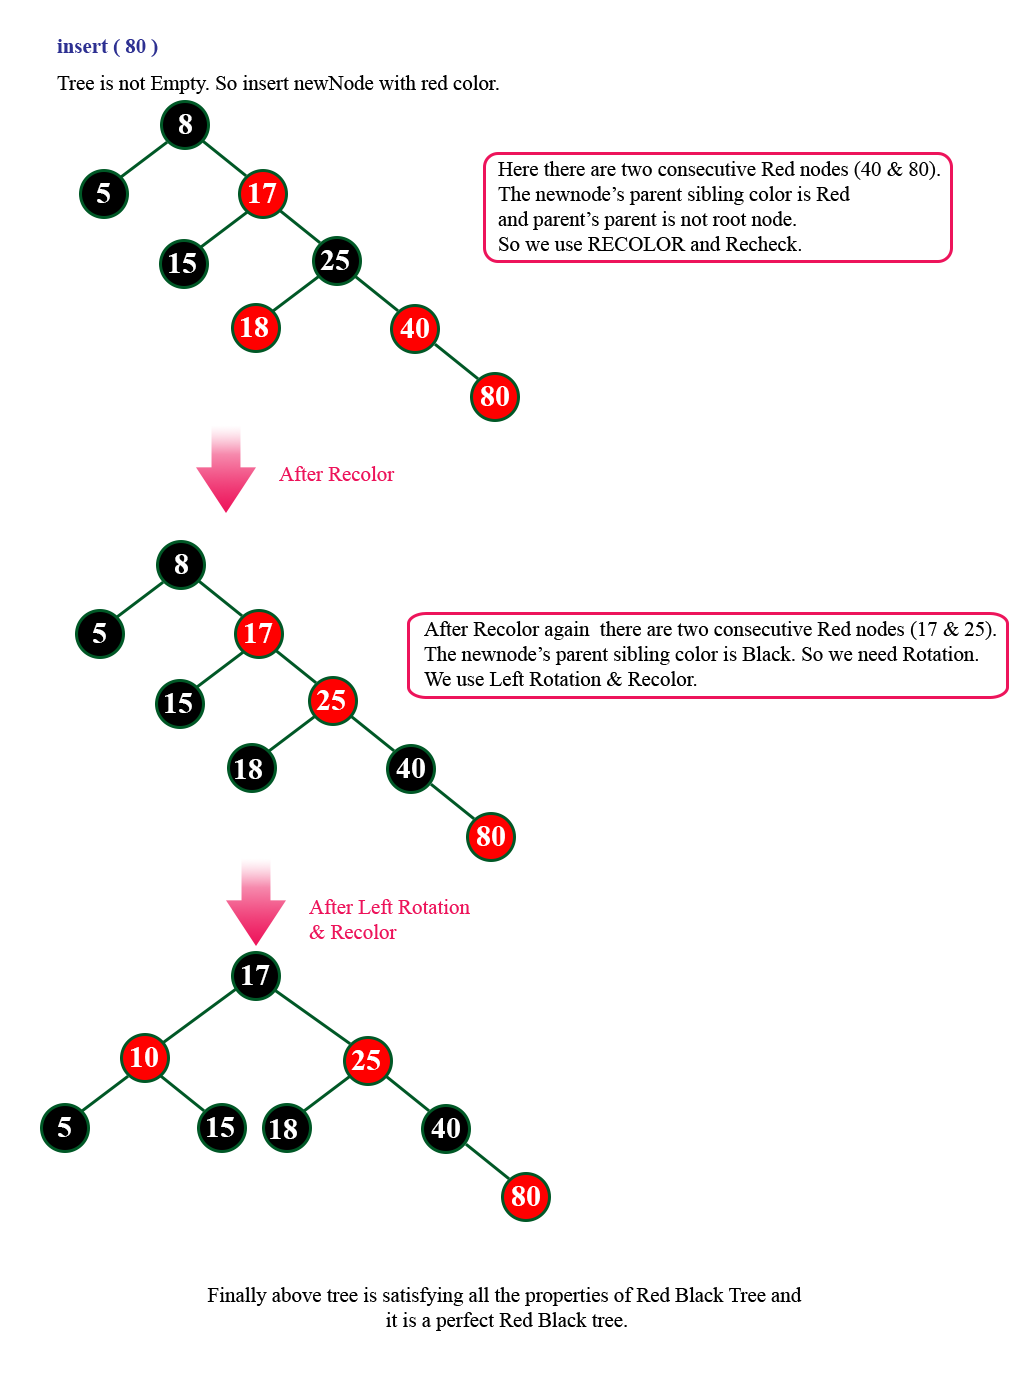 insert ( 80 )
Tree is not Empty. So insert newNode with red color.
8
5
17
15
25
18
40
80
Here there are two consecutive Red nodes (40 & 80).
The newnode's parent sibling color is Red
and parent's parent is not root node.
So we use RECOLOR and Recheck.
After Recolor
8
5
17
15
25
18
40
80
After Recolor again there are two consecutive Red nodes (17 & 25).
The newnode's parent sibling color is Black. So we need Rotation.
We use Left Rotation & Recolor.
After Left Rotation
& Recolor
17
10
25
5
15
18
40
80
Finally above tree is satisfying all the properties of Red Black Tree and
it is a perfect Red Black tree.